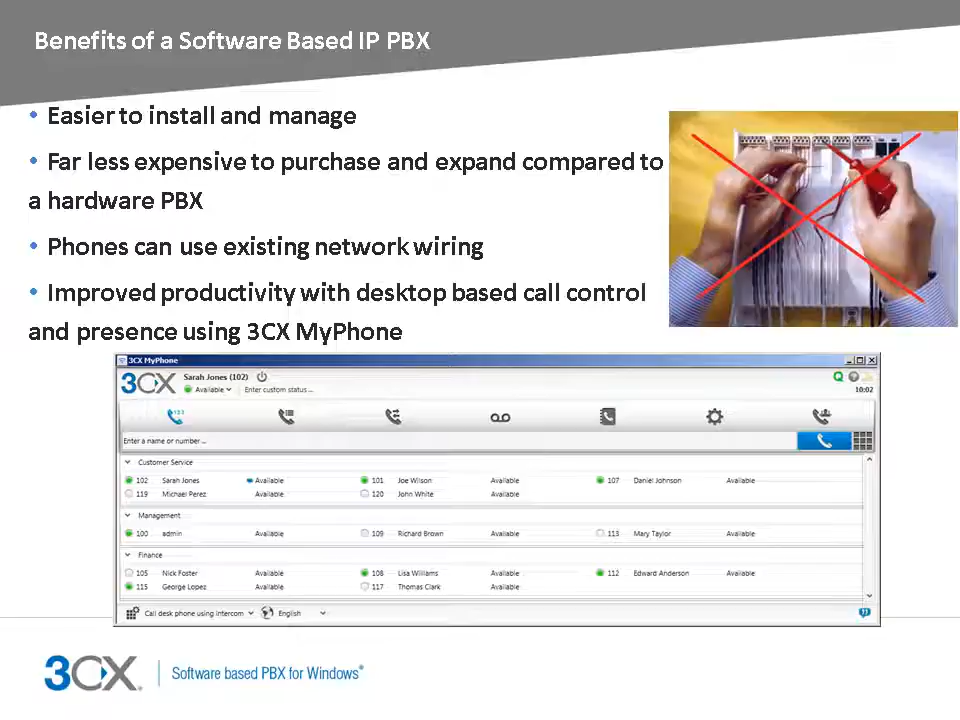 Benefits of a Software Based IP PBX
• Easier to install and manage
• Far less expensive to purchase and expand compared to
a hardware PBX
• Phones can use existing network wiring
• Improved productivity with desktop based call control
and presence using 3CX MyPhone
3CX MyPhone
3CX Sarah Jones (102)
Available Enter custom status...
10:02
Enter a name or number...
Customer Service
102 Sarah Jones Available 101 Joe Wilson Available 107 Daniel Johnson Available
119 Michael Perez Available 120 John White Available
Management
100 admin Available 109 Richard Brown Available 113 Mary Taylor Available
Finance
105 Nick Foster Available 108 Lisa Williams Available 112 Edward Anderson Available
115 George Lopez Available 117 Thomas Clark Available
Call desk phone using intercom English
3CX® Software based PBX for Windows®